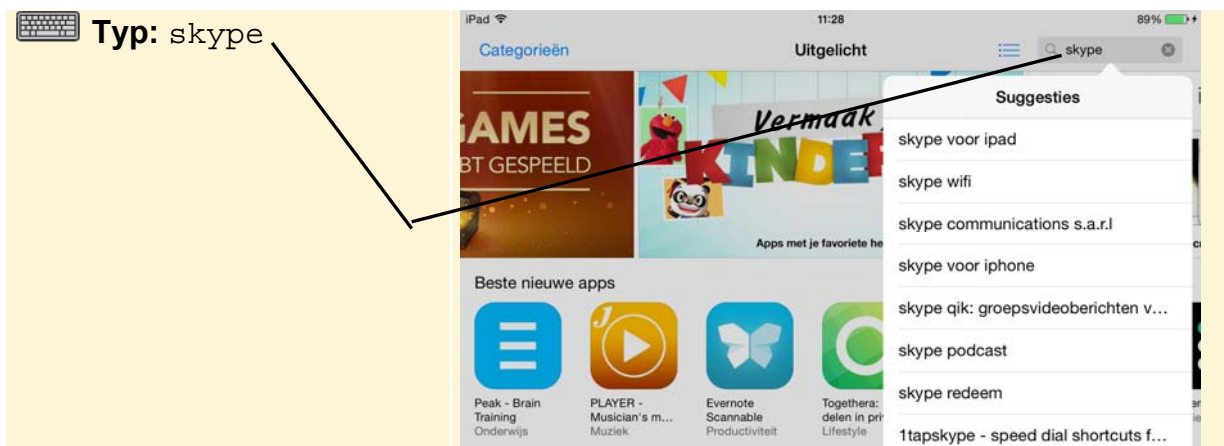 Typ: skype
iPad 11:28 89%
Categorieën Uitgelicht skype
Suggesties
skype voor ipad
skype wifi
skype communications s.a.r.l
skype voor iphone
skype qik: groepsvideoberichten v...
skype podcast
skype redeem
1tapskype - speed dial shortcuts f...
GAMES
BT GESPEELD
Vermaak
KINDER
Apps met je favoriete he
Beste nieuwe apps
Peak - Brain
Training
Onderwijs
PLAYER -
Musician's m...
Muziek
Evernote
Scannable
Productiviteit
Togethera:
delen in pri
Lifestyle